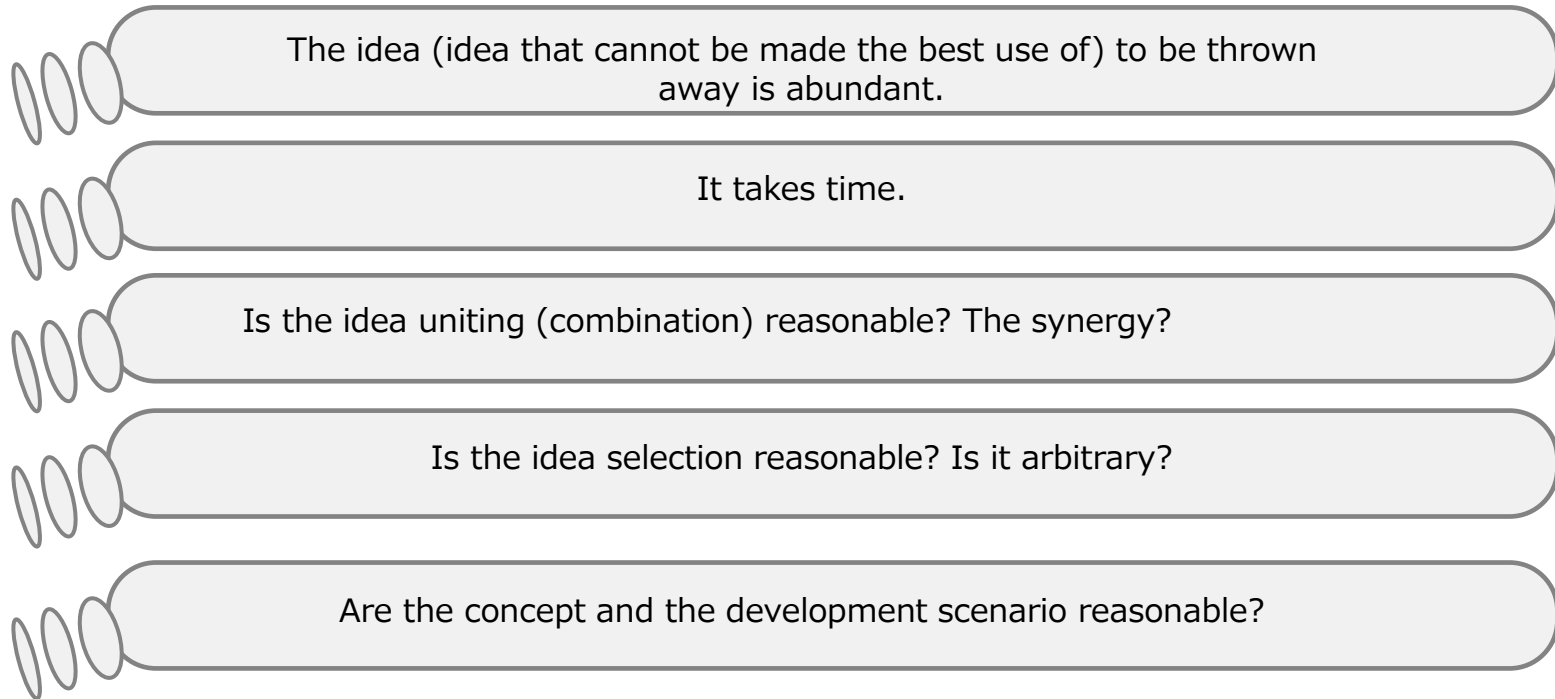 The idea (idea that cannot be made the best use of) to be thrown
away is abundant.
It takes time.
Is the idea uniting (combination) reasonable? The synergy?
Is the idea selection reasonable? Is it arbitrary?
Are the concept and the development scenario reasonable?